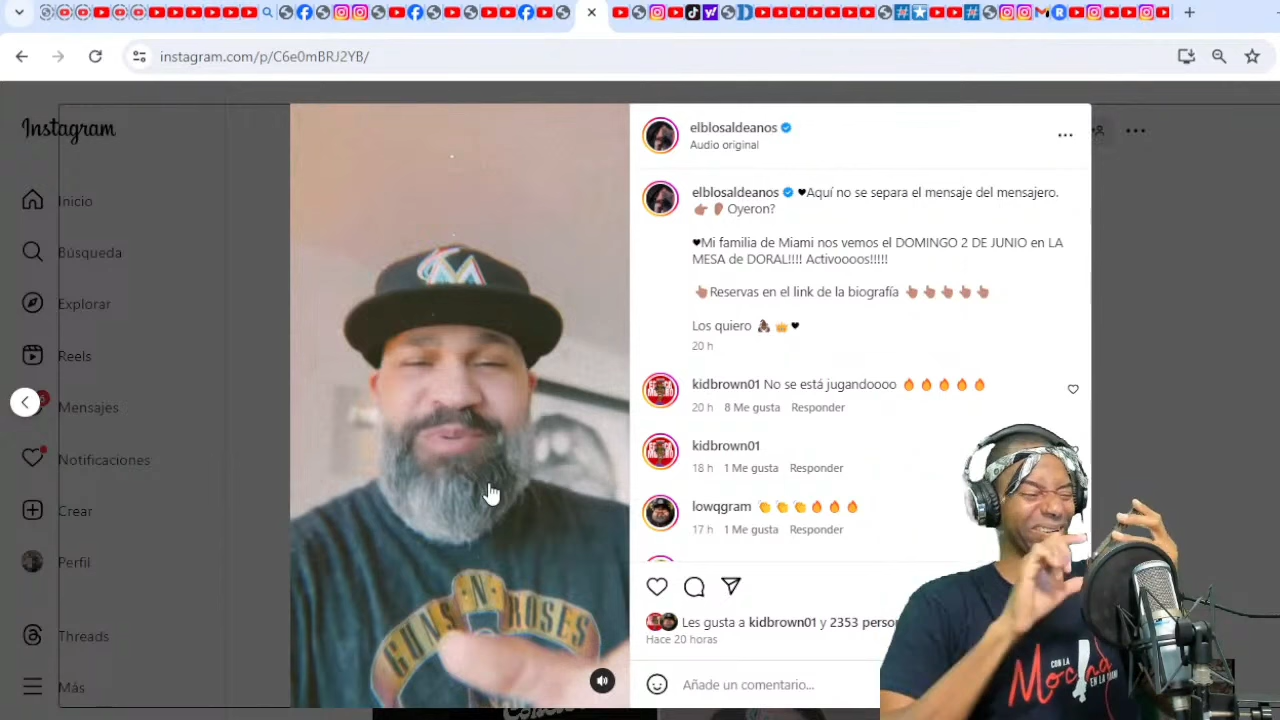 instagram.com/p/C6e0mBRJ2YB/
Instagram
Inicio
Búsqueda
Explorar
Reels
Mensajes
Notificaciones
Crear
Perfil
Threads
Más
M
GUNS N' ROSES
elblosaldeanos
Audio original
elblosaldeanos ♥Aquí no se separa el mensaje del mensajero.
👉🏽👂🏽Oyeron?
♥Mi familia de Miami nos vemos el DOMINGO 2 DE JUNIO en LA
MESA de DORAL!!!! Activoooos!!!!!
👆🏽Reservas en el link de la biografía 👆🏽👆🏽👆🏽👆🏽👆🏽
Los quiero 🦍👑♥
20 h
kidbrown01 No se está jugandoooo 🔥🔥🔥🔥🔥
20 h 8 Me gusta Responder
kidbrown01
18 h 1 Me gusta Responder
lowqgram 👏👏👏🔥🔥🔥
17 h 1 Me gusta Responder
Les gusta a kidbrown01 y 2353 person
Hace 20 horas
Añade un comentario...
CON LA
Mocha
EN LA MANO